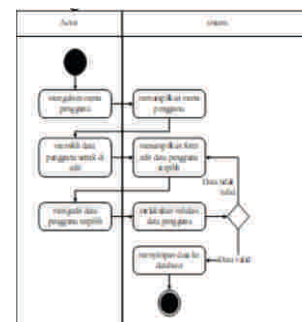 Actor
sistem
mengakses menu
pengguna
menampilkan menu
pengguna
memilih data
pengguna untuk di
edit
menampilkan form
edit data pengguna
terpilih
Data tidak
valid
mengedit data
pengguna terpilih
melakukan validasi
data pengguna
Data valid
menyimpan data ke
database